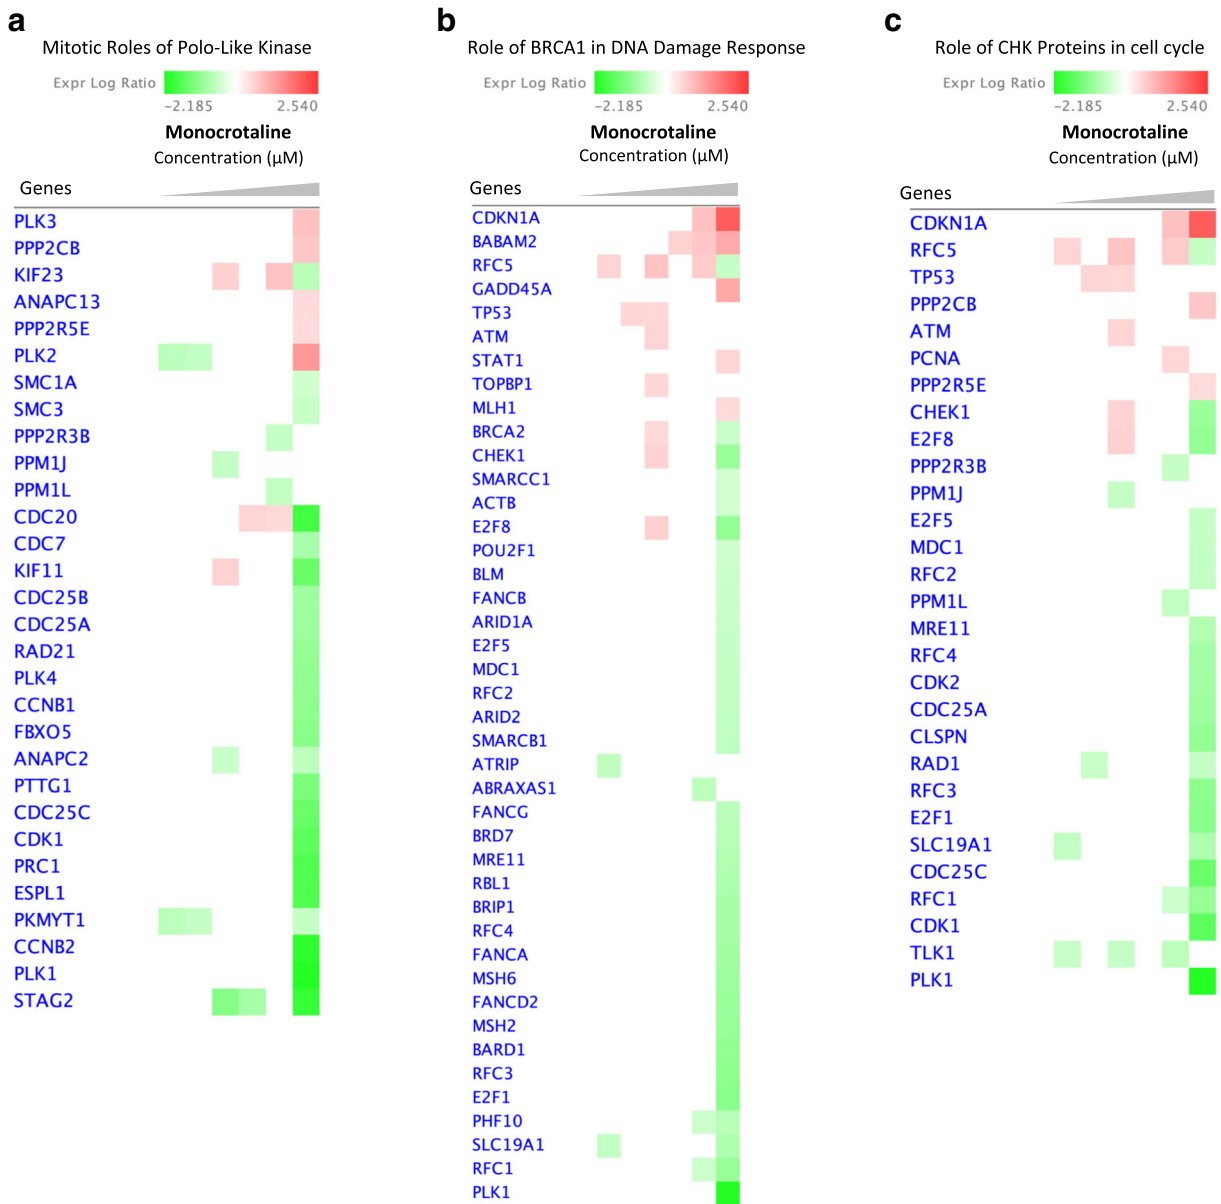 a
Mitotic Roles of Polo-Like Kinase
Expr Log Ratio
-2.185 2.540
Monocrotaline
Concentration (µM)
Genes
PLK3
PPP2CB
KIF23
ANAPC13
PPP2R5E
PLK2
SMC1A
SMC3
PPP2R3B
PPM1J
PPM1L
CDC20
CDC7
KIF11
CDC25B
CDC25A
RAD21
PLK4
CCNB1
FBXO5
ANAPC2
PTTG1
CDC25C
CDK1
PRC1
ESPL1
PKMYT1
CCNB2
PLK1
STAG2
b
Role of BRCA1 in DNA Damage Response
Expr Log Ratio
-2.185 2.540
Monocrotaline
Concentration (µM)
Genes
CDKN1A
BABAM2
RFC5
GADD45A
TP53
ATM
STAT1
TOPBP1
MLH1
BRCA2
CHEK1
SMARCC1
ACTB
E2F8
POU2F1
BLM
FANCB
ARID1A
E2F5
MDC1
RFC2
ARID2
SMARCB1
ATRIP
ABRAXAS1
FANCG
BRD7
MRE11
RBL1
BRIP1
RFC4
FANCA
MSH6
FANCD2
MSH2
BARD1
RFC3
E2F1
PHF10
SLC19A1
RFC1
PLK1
c
Role of CHK Proteins in cell cycle
Expr Log Ratio
-2.185 2.540
Monocrotaline
Concentration (µM)
Genes
CDKN1A
RFC5
TP53
PPP2CB
ATM
PCNA
PPP2R5E
CHEK1
E2F8
PPP2R3B
PPM1J
E2F5
MDC1
RFC2
PPM1L
MRE11
RFC4
CDK2
CDC25A
CLSPN
RAD1
RFC3
E2F1
SLC19A1
CDC25C
RFC1
CDK1
TLK1
PLK1